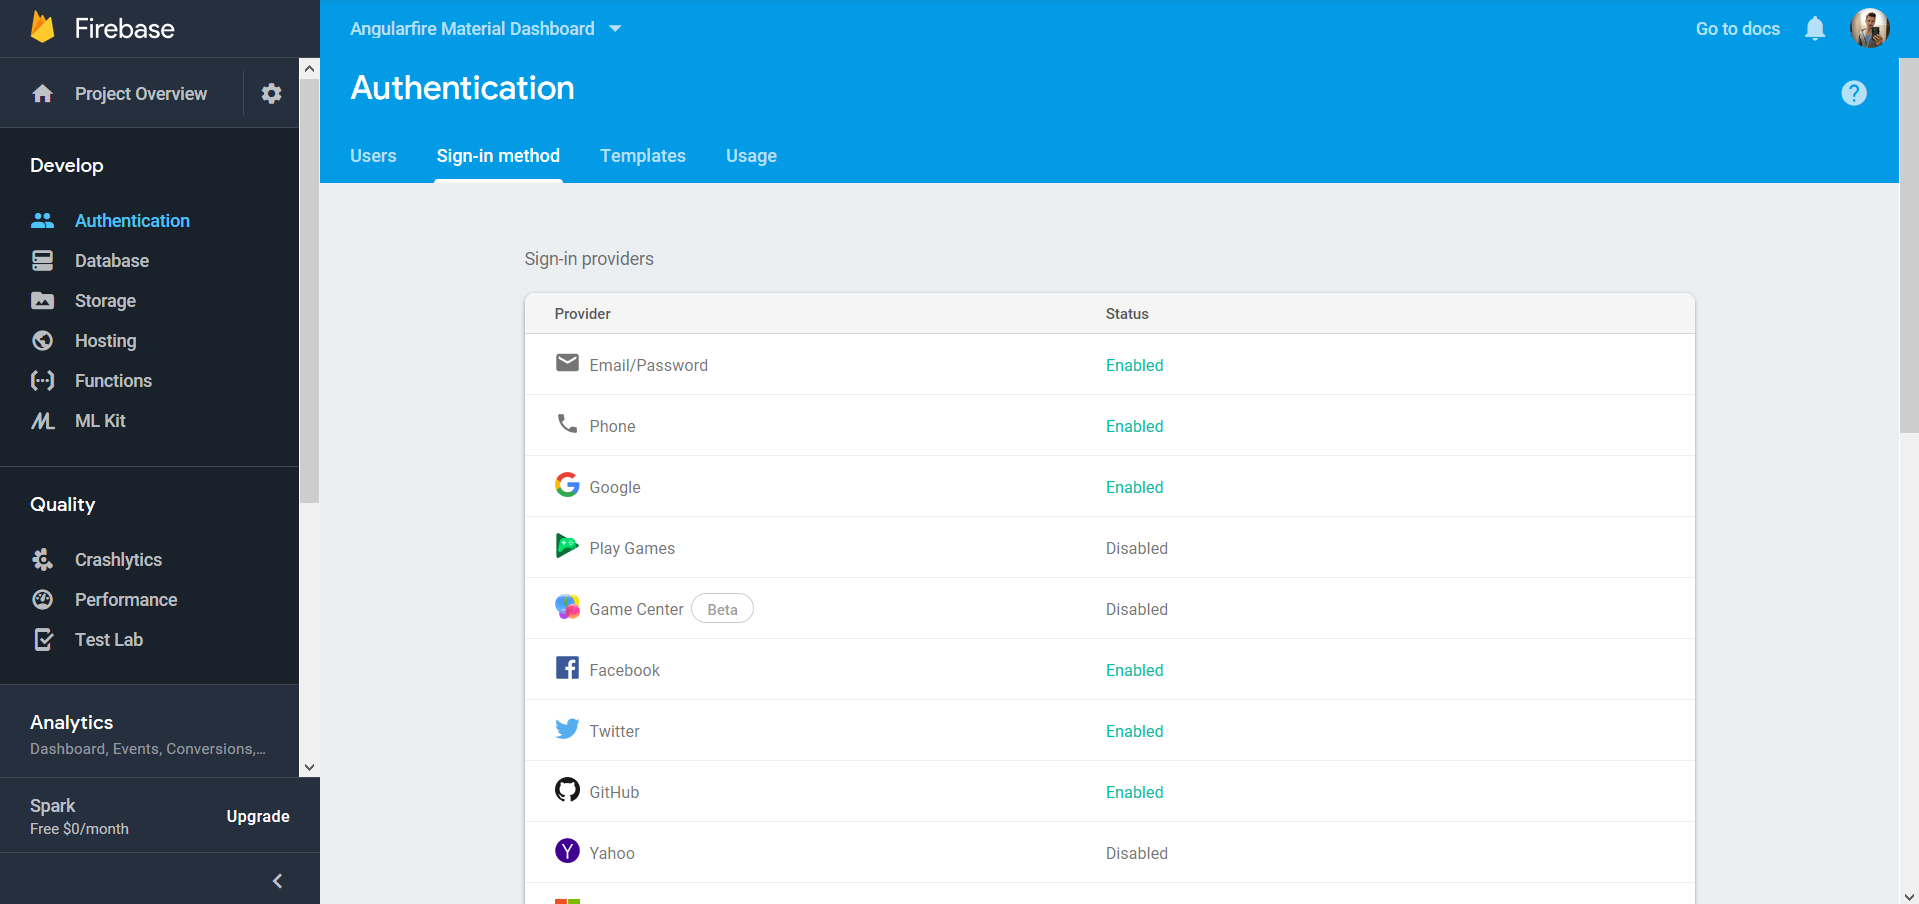 Firebase
Project Overview
Develop
Authentication
Database
Storage
Hosting
Functions
ML Kit
Quality
Crashlytics
Performance
Test Lab
Analytics
Dashboard, Events, Conversions,...
Spark
Free $0/month
Upgrade
Angularfire Material Dashboard
Go to docs
Authentication
?
Users Sign-in method Templates Usage
Sign-in providers
Provider Status
Email/Password Enabled
Phone Enabled
Google Enabled
Play Games Disabled
Game Center Beta Disabled
Facebook Enabled
Twitter Enabled
GitHub Enabled
Yahoo Disabled